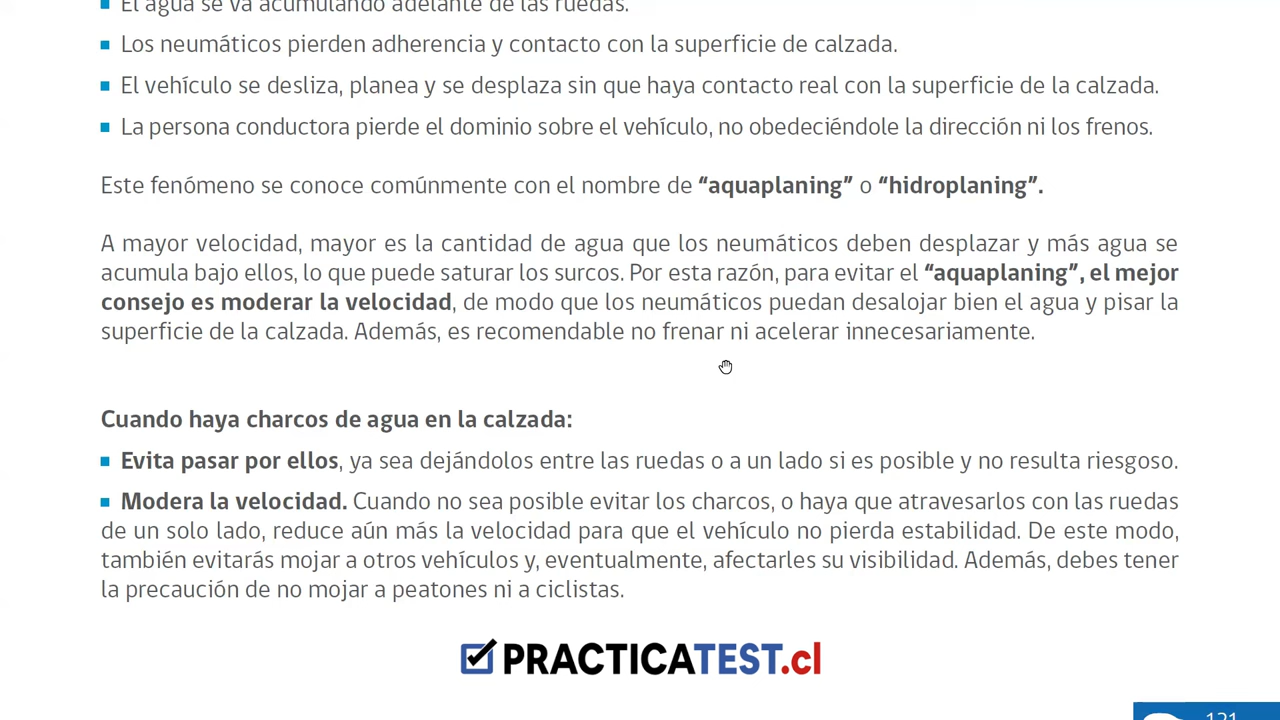 El agua se va acumulando adelante de las ruedas.
Los neumáticos pierden adherencia y contacto con la superficie de calzada.
El vehículo se desliza, planea y se desplaza sin que haya contacto real con la superficie de la calzada.
La persona conductora pierde el dominio sobre el vehículo, no obedeciéndole la dirección ni los frenos.
Este fenómeno se conoce comúnmente con el nombre de “aquaplaning” o “hidroplaning”.
A mayor velocidad, mayor es la cantidad de agua que los neumáticos deben desplazar y más agua se
acumula bajo ellos, lo que puede saturar los surcos. Por esta razón, para evitar el “aquaplaning”, el mejor
consejo es moderar la velocidad, de modo que los neumáticos puedan desalojar bien el agua y pisar la
superficie de la calzada. Además, es recomendable no frenar ni acelerar innecesariamente.
Cuando haya charcos de agua en la calzada:
Evita pasar por ellos, ya sea dejándolos entre las ruedas o a un lado si es posible y no resulta riesgoso.
Modera la velocidad. Cuando no sea posible evitar los charcos, o haya que atravesarlos con las ruedas
de un solo lado, reduce aún más la velocidad para que el vehículo no pierda estabilidad. De este modo,
también evitarás mojar a otros vehículos y, eventualmente, afectarles su visibilidad. Además, debes tener
la precaución de no mojar a peatones ni a ciclistas.
PRACTICATEST.cl
121